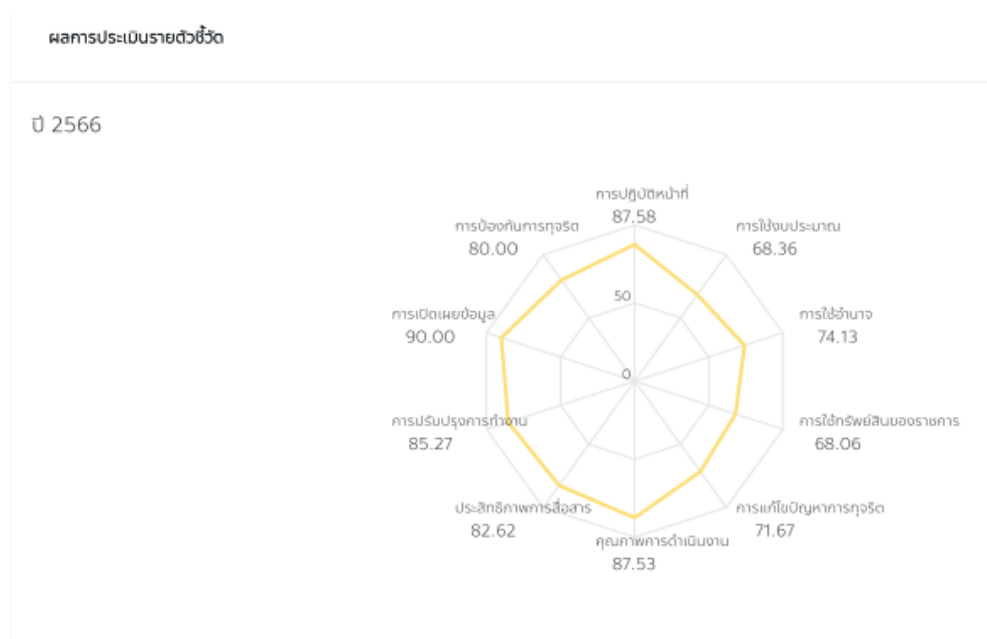 ผลการประเมินรายตัวชี้วัด
ปี 2566
การปฏิบัติหน้าที่
87.58
การป้องกันการทุจริต
80.00
การใช้งบประมาณ
68.36
50
การเปิดเผยข้อมูล
90.00
การใช้อำนาจ
74.13
0
การปรับปรุงการทำงาน
85.27
การใช้ทรัพย์สินของราชการ
68.06
ประสิทธิภาพการสื่อสาร
82.62
การแก้ไขปัญหาการทุจริต
71.67
คุณภาพการดำเนินงาน
87.53